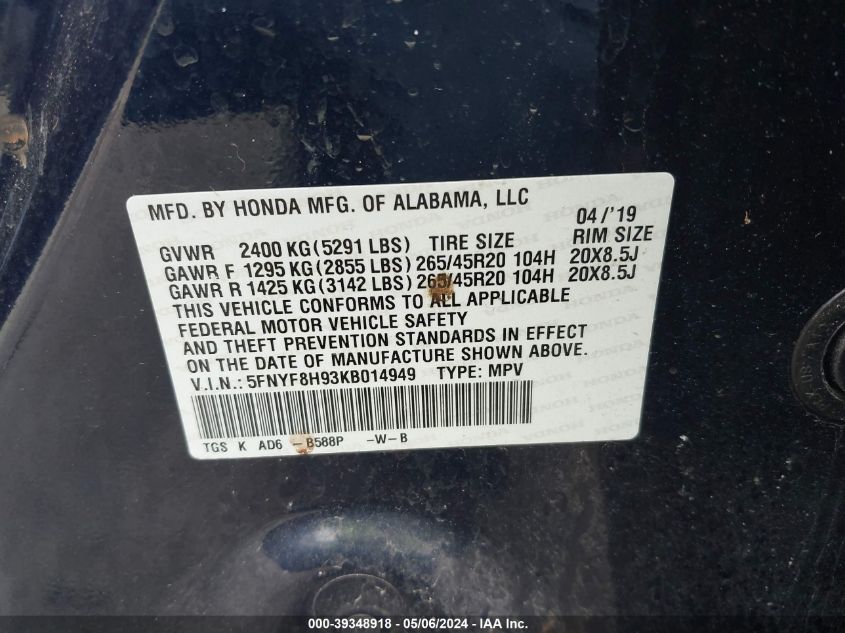 MFD. BY HONDA MFG. OF ALABAMA, LLC 04/'19
GVWR 2400 KG(5291 LBS) TIRE SIZE RIM SIZE
GAWR F 1295 KG(2855 LBS) 265/45R20 104H 20X8.5J
GAWR R 1425 KG(3142 LBS) 265/45R20 104H 20X8.5J
THIS VEHICLE CONFORMS TO ALL APPLICABLE
FEDERAL MOTOR VEHICLE SAFETY
AND THEFT PREVENTION STANDARDS IN EFFECT
ON THE DATE OF MANUFACTURE SHOWN ABOVE.
V.I.N.: 5FNYF8H93KB014949 TYPE: MPV
TGS K AD6 -B588P -W-B
000-39348918 - 05/06/2024 - IAA Inc.